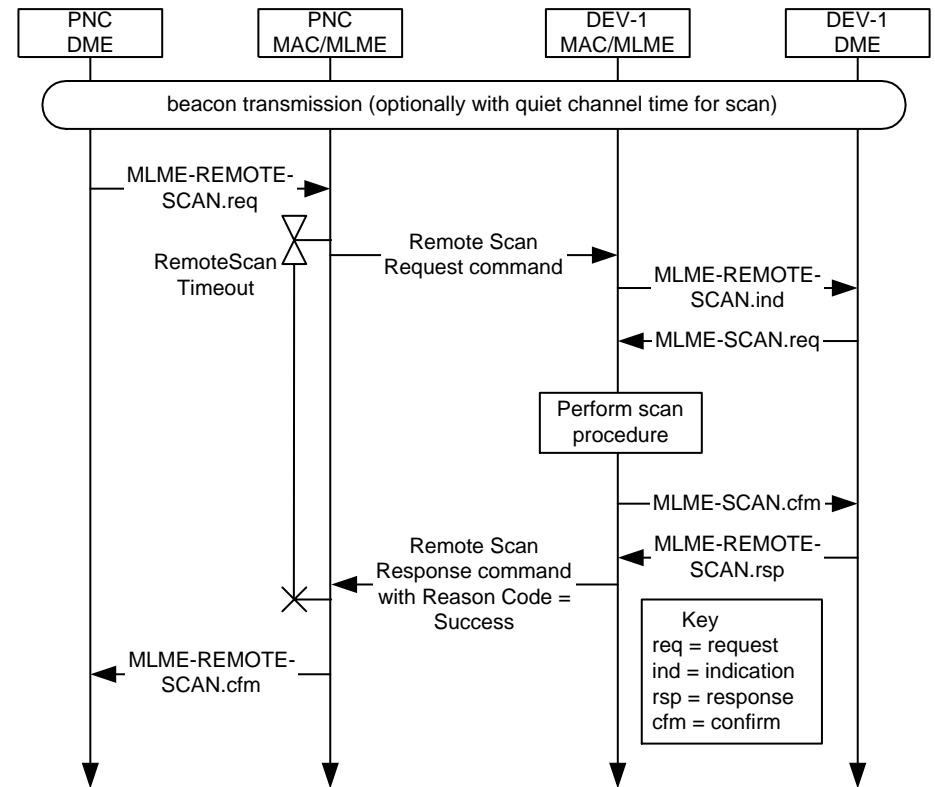 PNC
DME
PNC
MAC/MLME
DEV-1
MAC/MLME
DEV-1
DME
beacon transmission (optionally with quiet channel time for scan)
MLME-REMOTE-
SCAN.req
RemoteScan
Timeout
Remote Scan
Request command
MLME-REMOTE-
SCAN.ind
MLME-SCAN.req
Perform scan
procedure
MLME-SCAN.cfm
MLME-REMOTE-
SCAN.rsp
Remote Scan
Response command
with Reason Code =
Success
MLME-REMOTE-
SCAN.cfm
Key
req = request
ind = indication
rsp = response
cfm = confirm